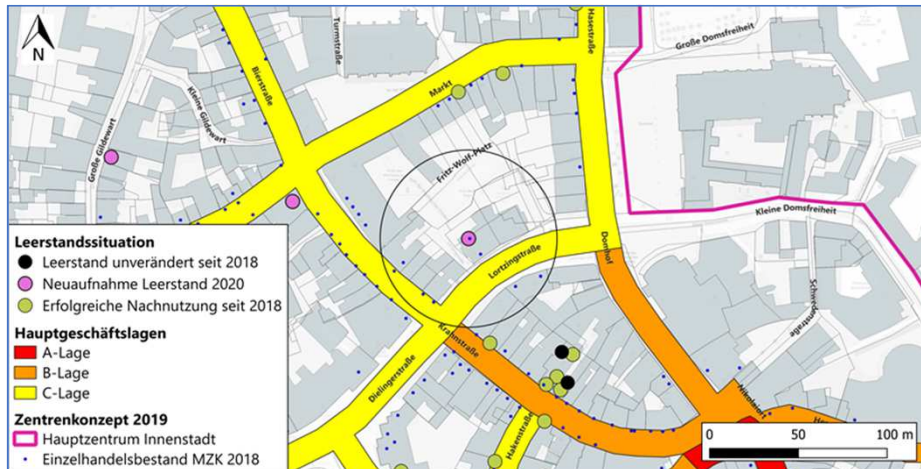 N
Turmstraße
Hasestraße
Große Domsfreiheit
Bierstraße
Markt
Kleine Gildewart
Große Gildewart
Fritz-Wolf-Platz
Kleine Domsfreiheit
Lortzingstraße
Domhof
Schwedenstraße
Krahnstraße
Dielingerstraße
Nikolaiort
Hakenstraße
Leerstandssituation
Leerstand unverändert seit 2018
Neuaufnahme Leerstand 2020
Erfolgreiche Nachnutzung seit 2018
Hauptgeschäftslagen
A-Lage
B-Lage
C-Lage
Zentrenkonzept 2019
Hauptzentrum Innenstadt
Einzelhandelsbestand MZK 2018
0 50 100 m